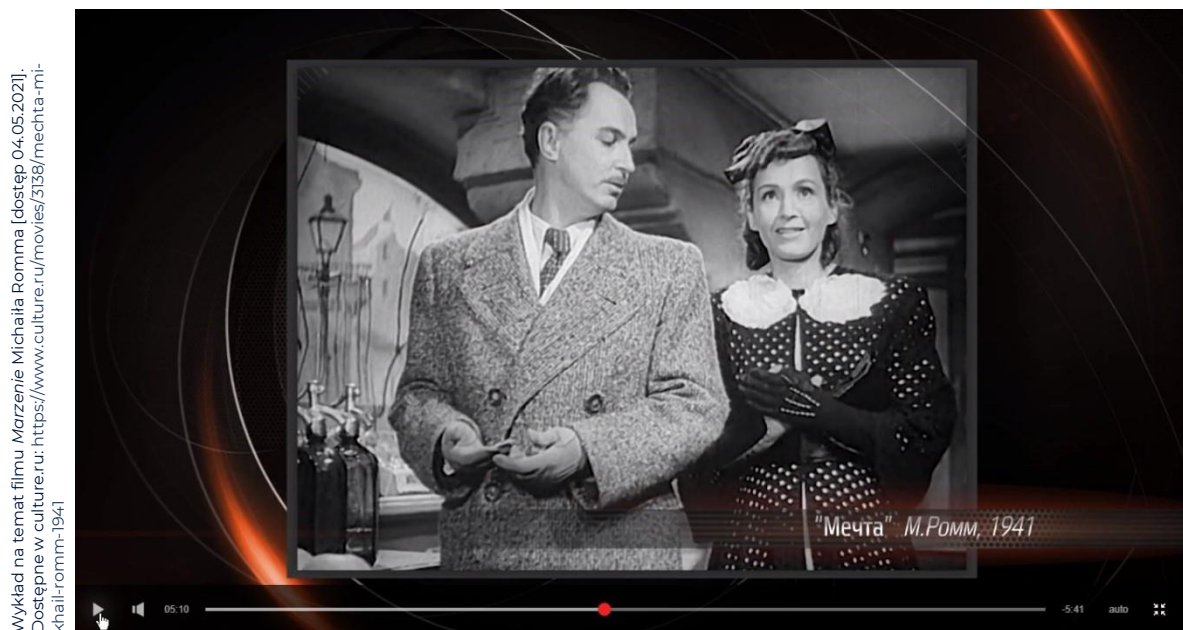 Wykład na temat filmu Marzenie Michaiła Romma [dostęp 04.05.2021].
Dostępne w culture.ru: https://www.culture.ru/movies/3138/mechta-mi-
khail-romm-1941
"Мечта" М.Ромм, 1941
05:10
-5:41
auto